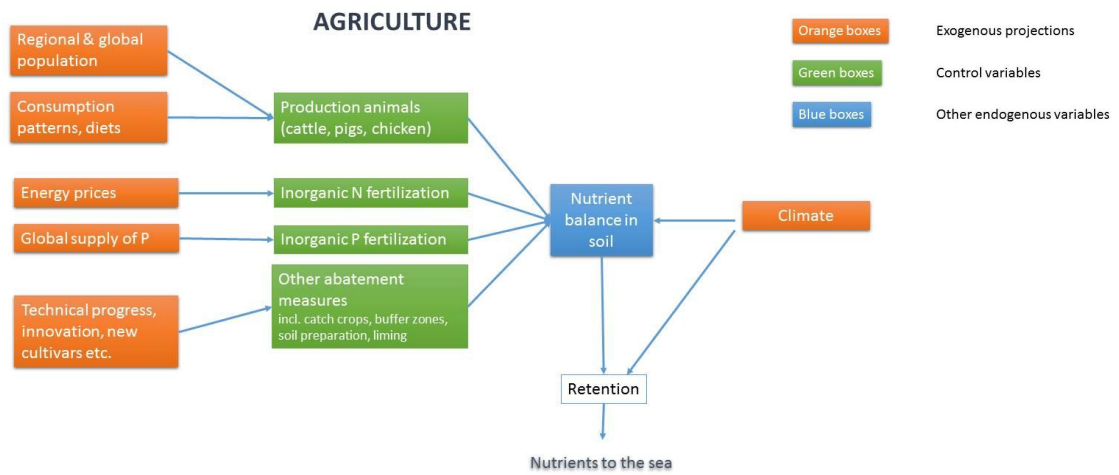 AGRICULTURE
Regional & global
population
Consumption
patterns, diets
Energy prices
Global supply of P
Technical progress,
innovation, new
cultivars etc.
Production animals
(cattle, pigs, chicken)
Inorganic N fertilization
Inorganic P fertilization
Other abatement
measures
incl. catch crops, buffer zones,
soil preparation, liming
Nutrient
balance in
soil
Climate
Retention
Nutrients to the sea
Orange boxes Exogenous projections
Green boxes Control variables
Blue boxes Other endogenous variables